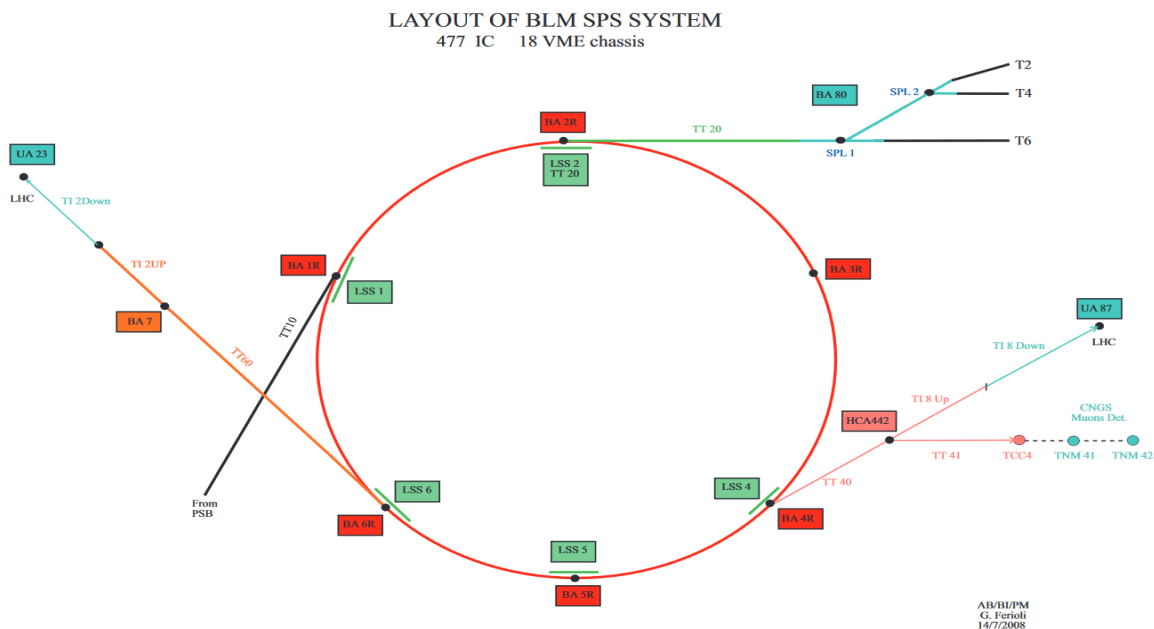 LAYOUT OF BLM SPS SYSTEM
477 IC 18 VME chassis
T2
BA 80
SPL 2
T4
BA 2R
TT 20
T6
SPL 1
UA 23
LSS 2
TT 20
LHC
TI 2Down
TI 2UP
BA 1R
BA 3R
LSS 1
UA 87
BA 7
TT10
LHC
TT60
TI 8 Down
TI 8 Up
CNGS
Muons Det.
HCA442
TT 41
TCC4
TNM 41
TNM 42
LSS 6
LSS 4
TT 40
From
PSB
BA 6R
BA 4R
LSS 5
BA 5R
AB/BI/PM
G. Ferioli
14/7/2008